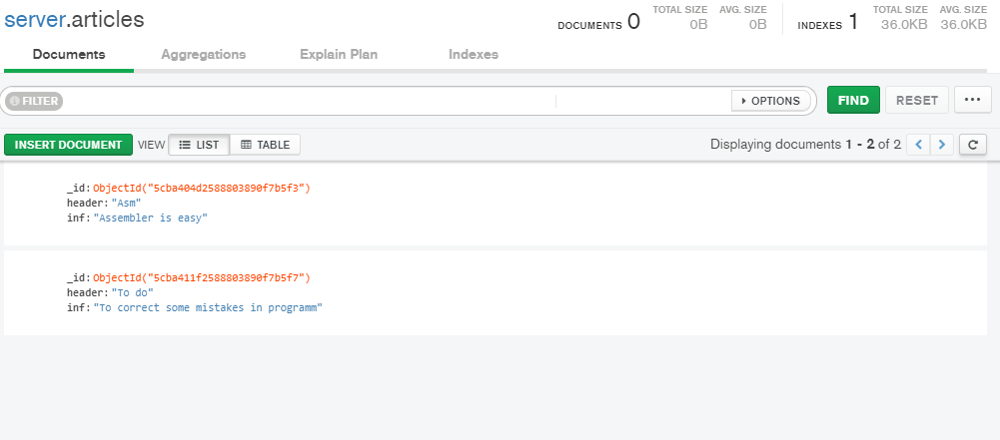 server.articles
DOCUMENTS 0 TOTAL SIZE 0B AVG. SIZE 0B INDEXES 1 TOTAL SIZE 36.0KB AVG. SIZE 36.0KB
Documents Aggregations Explain Plan Indexes
FILTER OPTIONS FIND RESET ...
INSERT DOCUMENT VIEW LIST TABLE Displaying documents 1 - 2 of 2
_id: ObjectId("5cba404d2588803890f7b5f3")
header: "Asm"
inf: "Assembler is easy"
_id: ObjectId("5cba411f2588803890f7b5f7")
header: "To do"
inf: "To correct some mistakes in programm"